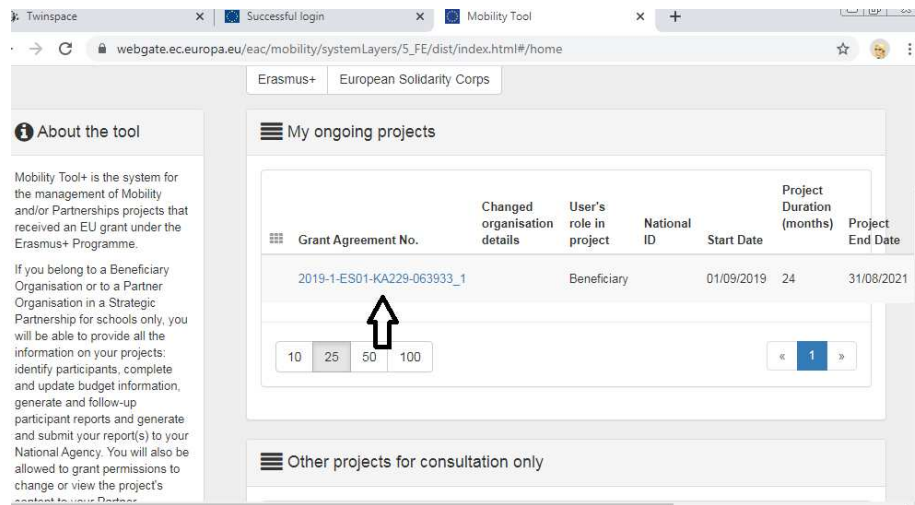 Twinspace
Successful login
Mobility Tool
webgate.ec.europa.eu/eac/mobility/systemLayers/5_FE/dist/index.html#/home
Erasmus+ European Solidarity Corps
About the tool
Mobility Tool+ is the system for
the management of Mobility
and/or Partnerships projects that
received an EU grant under the
Erasmus+ Programme.
If you belong to a Beneficiary
Organisation or to a Partner
Organisation in a Strategic
Partnership for schools only, you
will be able to provide all the
information on your projects:
identify participants, complete
and update budget information,
generate and follow-up
participant reports and generate
and submit your report(s) to your
National Agency. You will also be
allowed to grant permissions to
change or view the project's
content to your Partner
My ongoing projects
Grant Agreement No.
Changed
organisation
details
User's
role in
project
National
ID
Start Date
Project
Duration
(months)
Project
End Date
2019-1-ES01-KA229-063933_1 Beneficiary 01/09/2019 24 31/08/2021
10 25 50 100
« 1 »
Other projects for consultation only